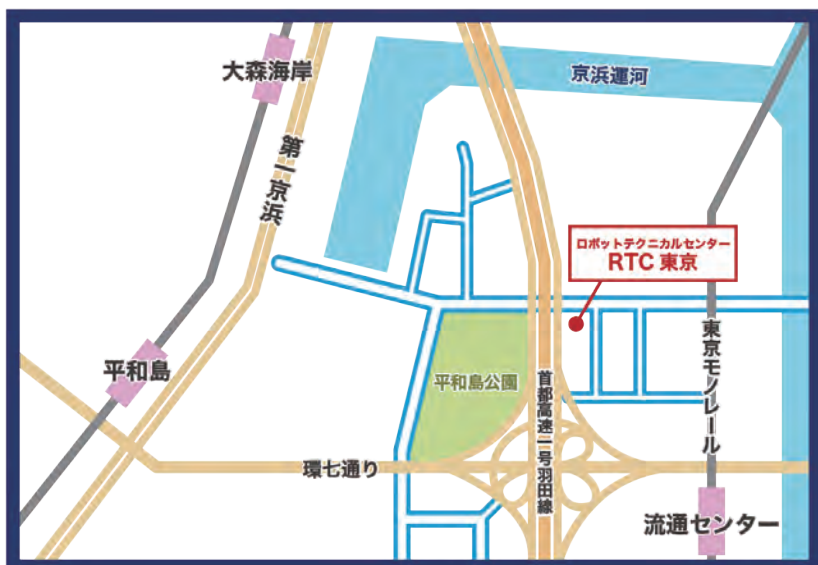 大森海岸
京浜運河
第一京浜
ロボットテクニカルセンター
RTC 東京
東京モノレール
平和島
平和島公園
首都高速一号羽田線
環七通り
流通センター